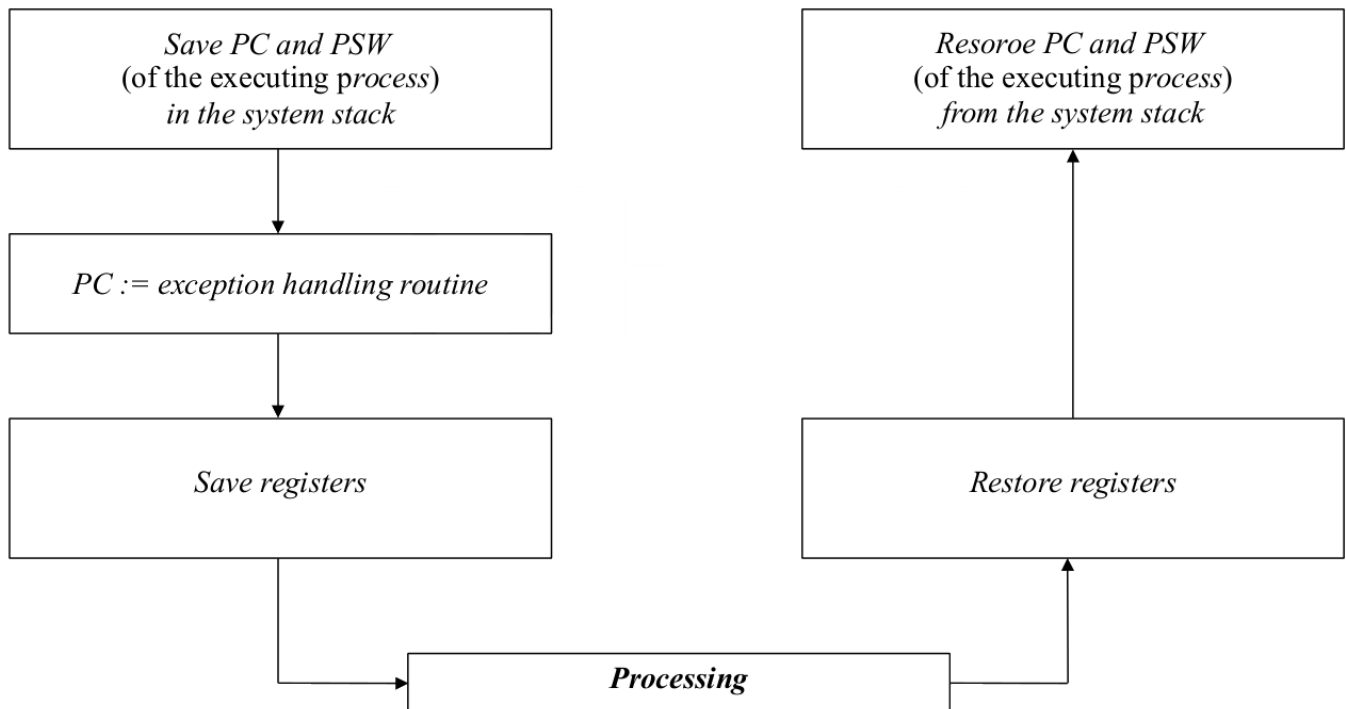 Save PC and PSW
(of the executing process)
in the system stack
PC := exception handling routine
Save registers
Processing
Restore registers
Resoroe PC and PSW
(of the executing process)
from the system stack